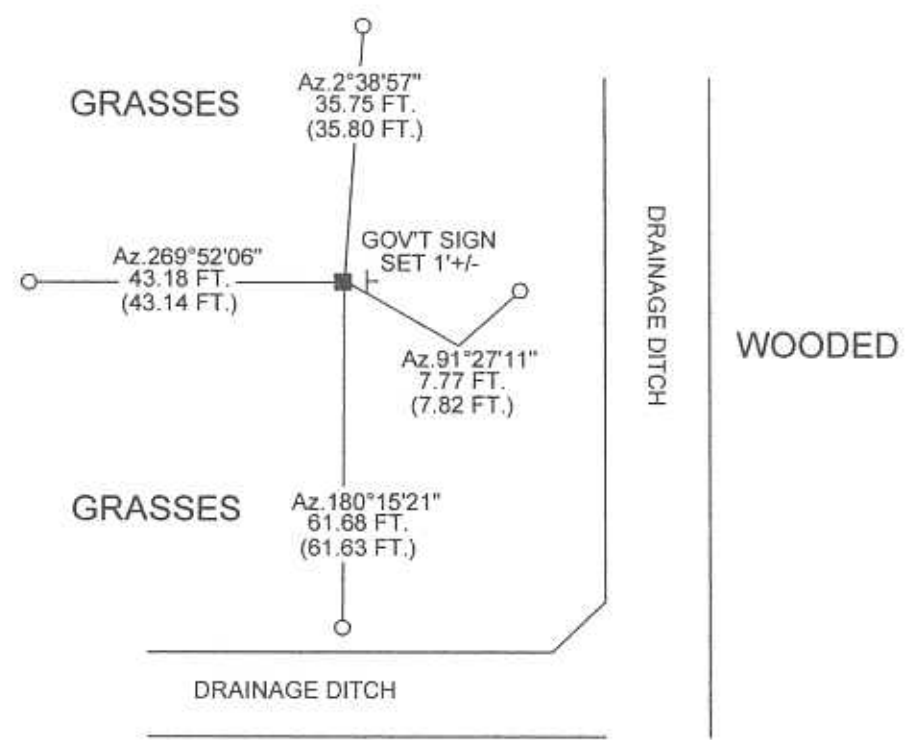 GRASSES
Az.2°38'57"
35.75 FT.
(35.80 FT.)
Az.269°52'06"
43.18 FT.
(43.14 FT.)
GOV'T SIGN
SET 1'+/-
Az.91°27'11"
7.77 FT.
(7.82 FT.)
DRAINAGE DITCH
WOODED
GRASSES
Az.180°15'21"
61.68 FT.
(61.63 FT.)
DRAINAGE DITCH